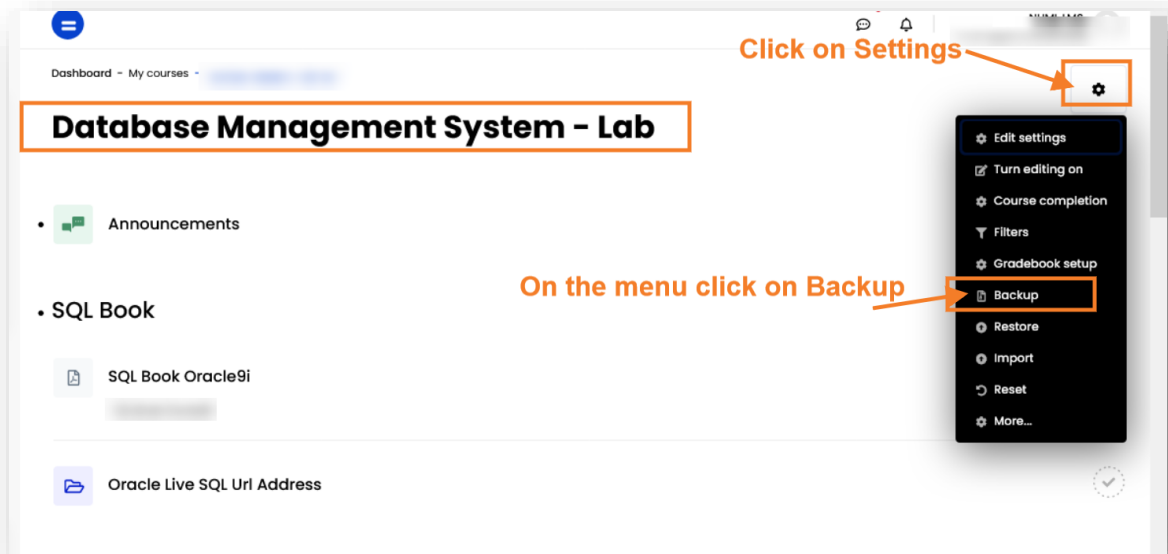 Click on Settings
Dashboard - My courses -
Database Management System - Lab
Edit settings
Turn editing on
Course completion
Filters
Gradebook setup
Backup
Restore
Import
Reset
More...
Announcements
On the menu click on Backup
SQL Book
SQL Book Oracle9i
Oracle Live SQL Url Address